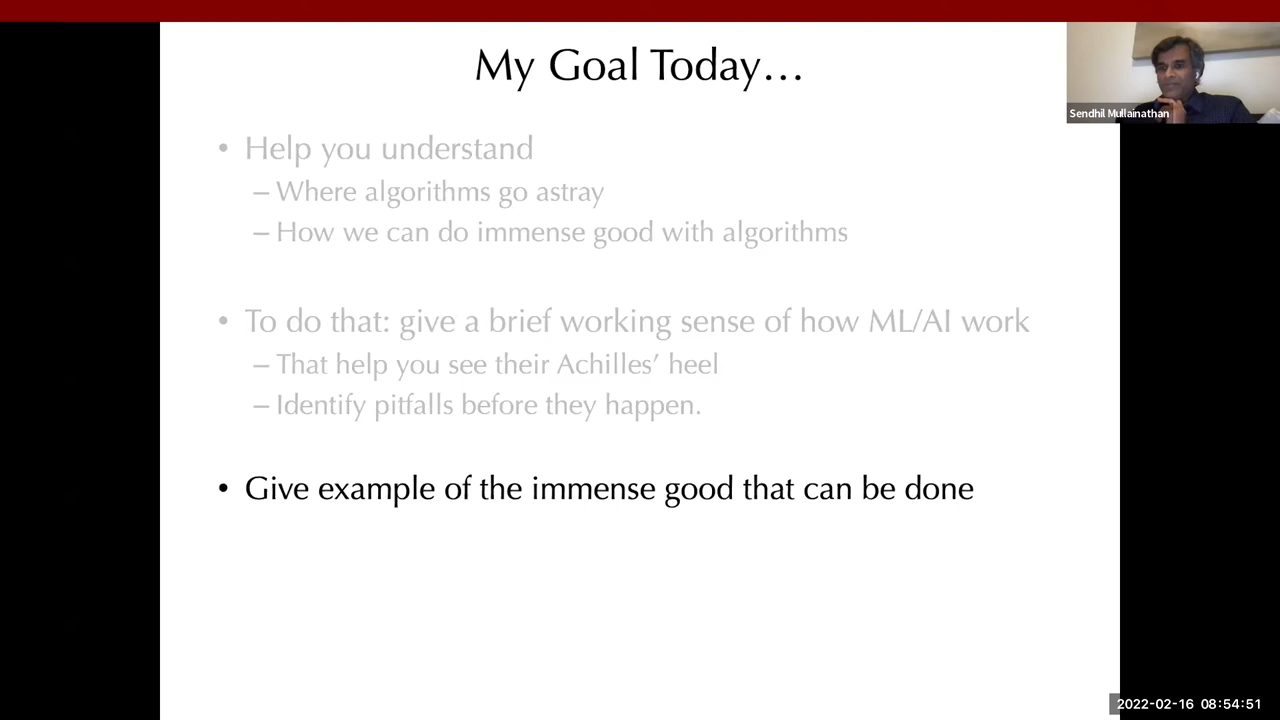 My Goal Today…
Sendhil Mullainathan
• Help you understand
– Where algorithms go astray
– How we can do immense good with algorithms
• To do that: give a brief working sense of how ML/AI work
– That help you see their Achilles’ heel
– Identify pitfalls before they happen.
• Give example of the immense good that can be done
2022-02-16 08:54:51